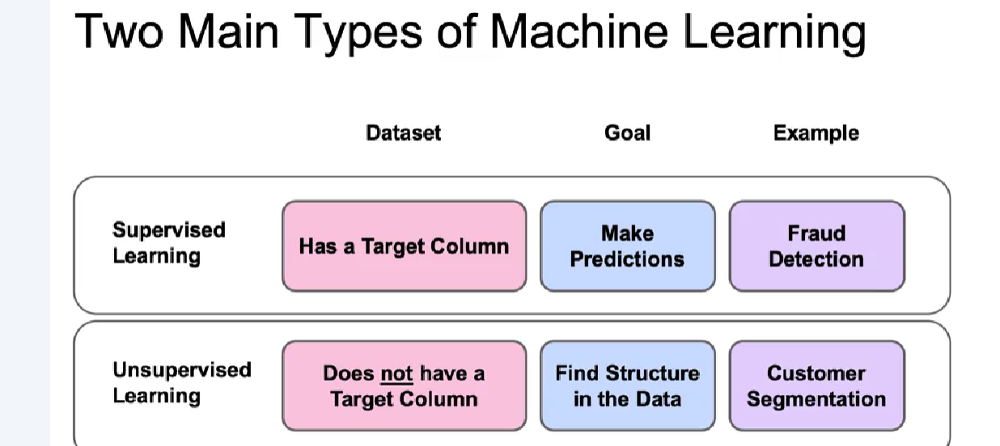 Two Main Types of Machine Learning
Dataset Goal Example
Supervised
Learning
Has a Target Column
Make
Predictions
Fraud
Detection
Unsupervised
Learning
Does not have a
Target Column
Find Structure
in the Data
Customer
Segmentation